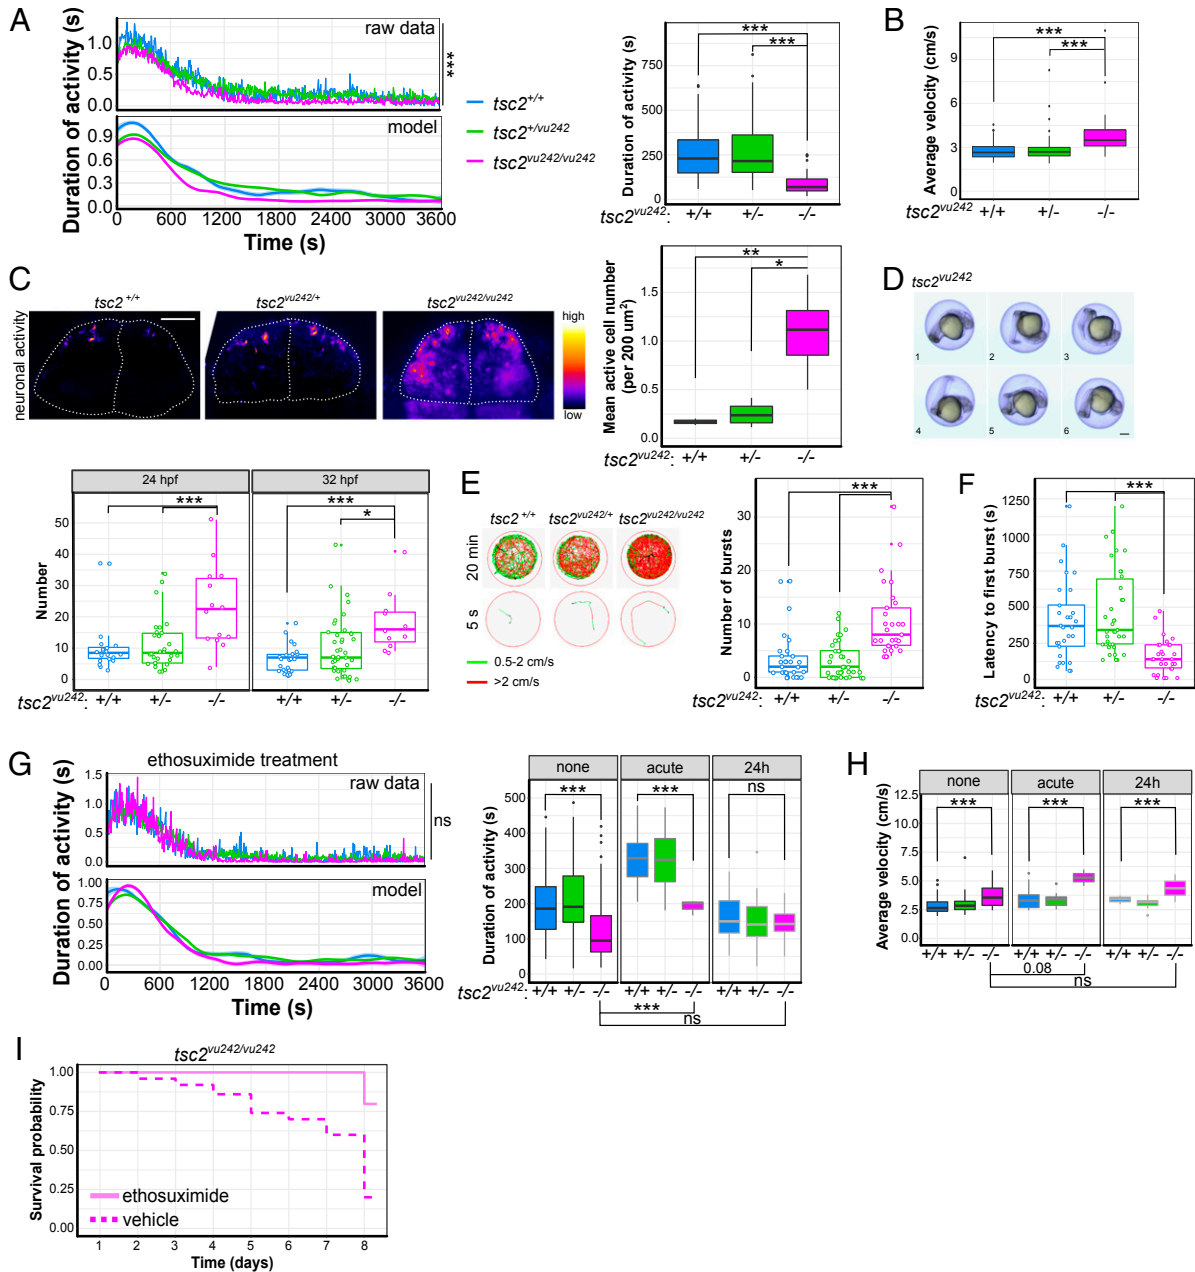 A
raw data
1.0
0.5
0.0
***
model
0.9
0.6
0.3
0.0
0 600 1200 1800 2400 3000 3600
Duration of activity (s)
Time (s)
tsc2+/+
tsc2+/vu242
tsc2vu242/vu242
Duration of activity (s)
750
500
250
0
***
***
tsc2vu242: +/+ +/- -/-
B
Average velocity (cm/s)
9
6
3
0
***
***
tsc2vu242: +/+ +/- -/-
C
tsc2+/+ tsc2vu242/+ tsc2vu242/vu242
neuronal activity
high
low
Mean active cell number
(per 200 um2)
1.5
1.0
0.5
0.0
**
*
tsc2vu242: +/+ +/- -/-
D
tsc2vu242
1 2 3
4 5 6
24 hpf 32 hpf
Number
50
40
30
20
10
0
*** ***
*
tsc2vu242: +/+ +/- -/- +/+ +/- -/-
E
tsc2+/+ tsc2vu242/+ tsc2vu242/vu242
20 min
5 s
0.5-2 cm/s
>2 cm/s
Number of bursts
30
20
10
0
***
tsc2vu242: +/+ +/- -/-
F
Latency to first burst (s)
1250
1000
750
500
250
0
***
tsc2vu242: +/+ +/- -/-
G
ethosuximide treatment
raw data
1.5
1.0
0.5
0.0
ns
model
1.00
0.75
0.50
0.25
0.00
0 600 1200 1800 2400 3000 3600
Duration of activity (s)
Time (s)
none acute 24h
Duration of activity (s)
500
400
300
200
100
0
*** *** ns
tsc2vu242: +/+ +/- -/- +/+ +/- -/- +/+ +/- -/-
***
ns
H
none acute 24h
Average velocity (cm/s)
12.5
10.0
7.5
5.0
2.5
0.0
*** *** ***
+/+ +/- -/- +/+ +/- -/- +/+ +/- -/-
0.08
ns
I
tsc2vu242/vu242
Survival probability
1.00
0.75
0.50
0.25
0.00
ethosuximide
vehicle
1 2 3 4 5 6 7 8
Time (days)